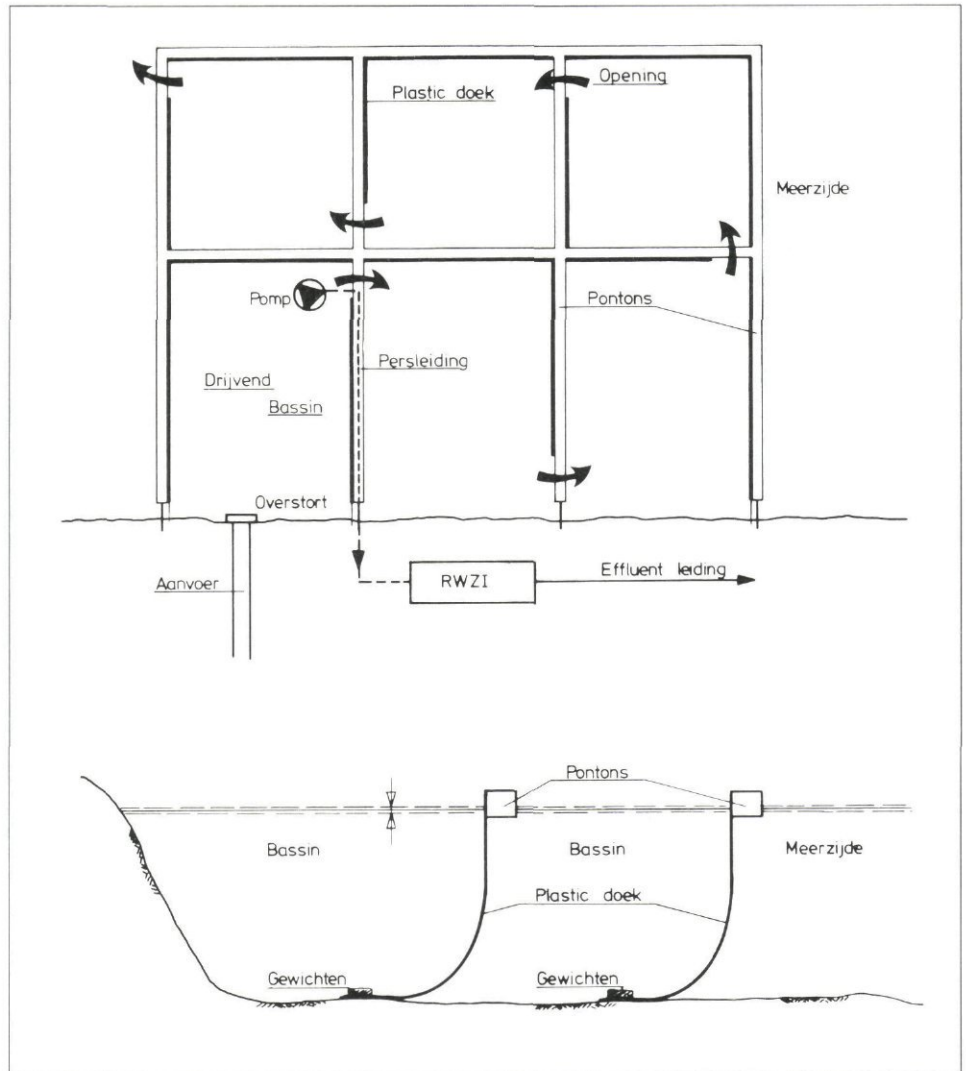 Opening
Plastic doek
Meerzijde
Pomp
Pontons
Persleiding
Drijvend
Bassin
Overstort
Aanvoer
RWZI
Effluent leiding
Pontons
Bassin
Bassin
Meerzijde
Plastic doek
Gewichten
Gewichten